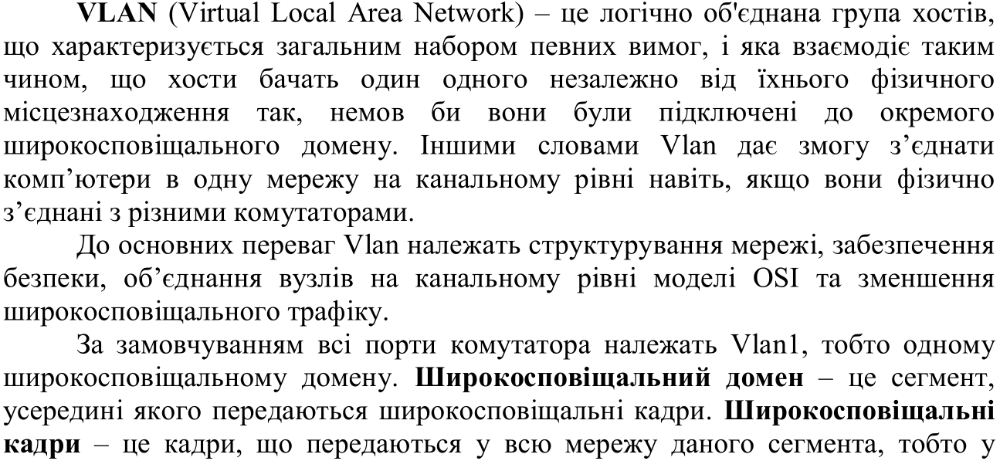 VLAN (Virtual Local Area Network) – це логічно об'єднана група хостів,
що характеризується загальним набором певних вимог, і яка взаємодіє таким
чином, що хости бачать один одного незалежно від їхнього фізичного
місцезнаходження так, немов би вони були підключені до окремого
широкосповіщального домену. Іншими словами Vlan дає змогу з’єднати
комп’ютери в одну мережу на канальному рівні навіть, якщо вони фізично
з’єднані з різними комутаторами.
До основних переваг Vlan належать структурування мережі, забезпечення
безпеки, об’єднання вузлів на канальному рівні моделі OSI та зменшення
широкосповіщального трафіку.
За замовчуванням всі порти комутатора належать Vlan1, тобто одному
широкосповіщальному домену. Широкосповіщальний домен – це сегмент,
усередині якого передаються широкосповіщальні кадри. Широкосповіщальні
кадри – це кадри, що передаються у всю мережу даного сегмента, тобто у